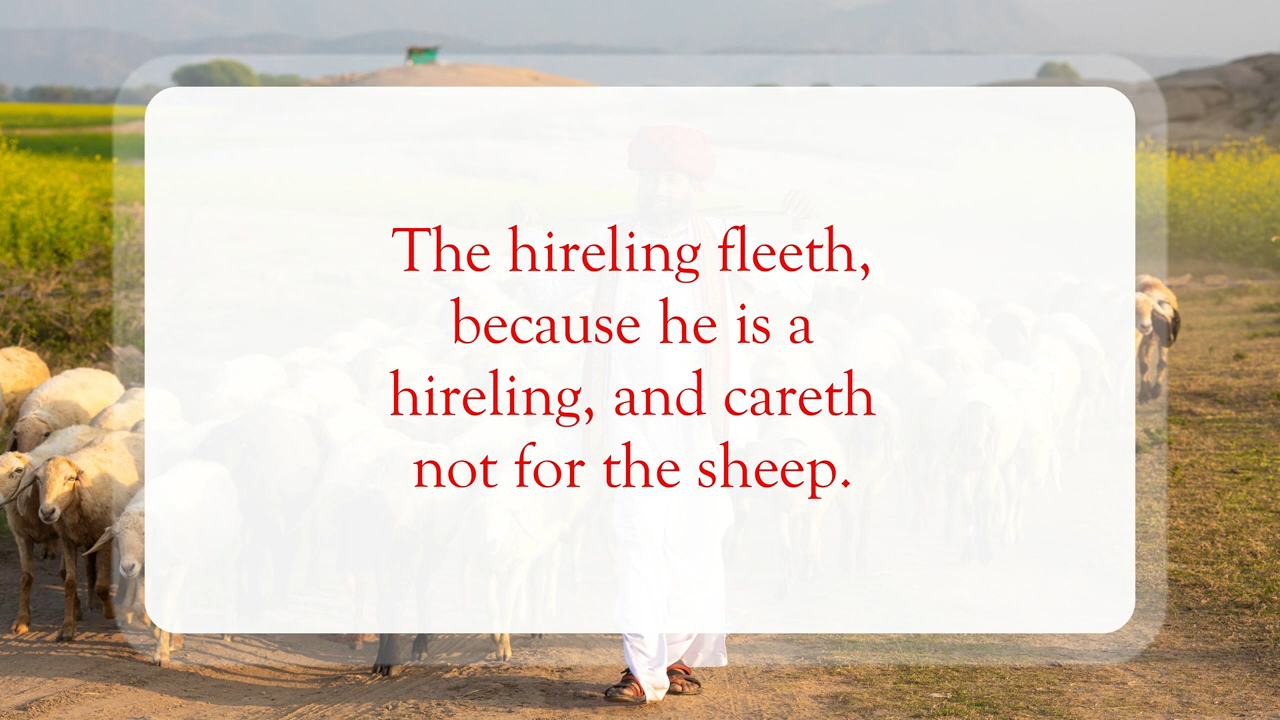 The hireling fleeth,
because he is a
hireling, and careth
not for the sheep.